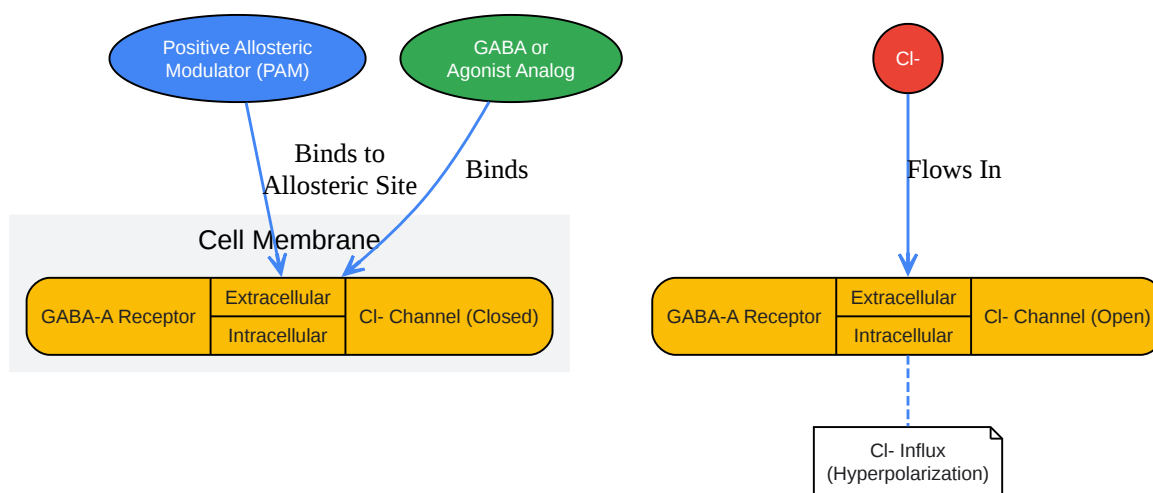 Positive Allosteric
Modulator (PAM)
GABA or
Agonist Analog
Cl-
Binds to
Allosteric Site
Binds
Flows In
Cell Membrane
GABA-A Receptor
Extracellular
Intracellular
Cl- Channel (Closed)
GABA-A Receptor
Extracellular
Intracellular
Cl- Channel (Open)
Cl- Influx
(Hyperpolarization)